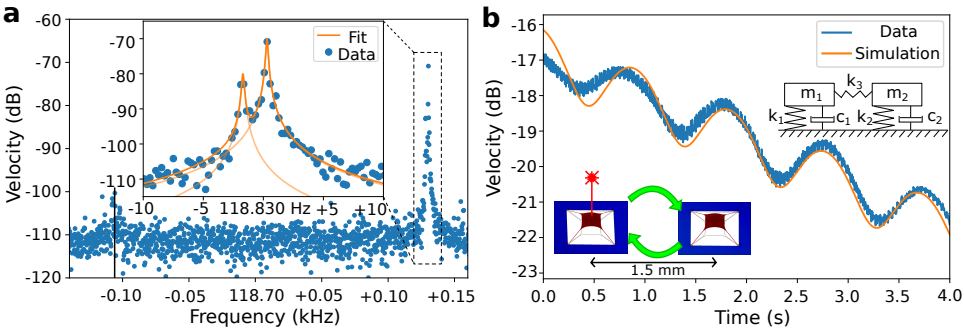 a
Velocity (dB)
-60
-70
-80
-90
-100
-110
-120
-0.10
-0.05
118.70
+0.05
+0.10
+0.15
Frequency (kHz)
-70
-80
-90
-100
-110
-10
-5
118.830 Hz
+5
+10
Fit
Data
b
Velocity (dB)
-16
-17
-18
-19
-20
-21
-22
-23
0.0
0.5
1.0
1.5
2.0
2.5
3.0
3.5
4.0
Time (s)
Data
Simulation
m1
k3
m2
k1
c1
k2
c2
1.5 mm